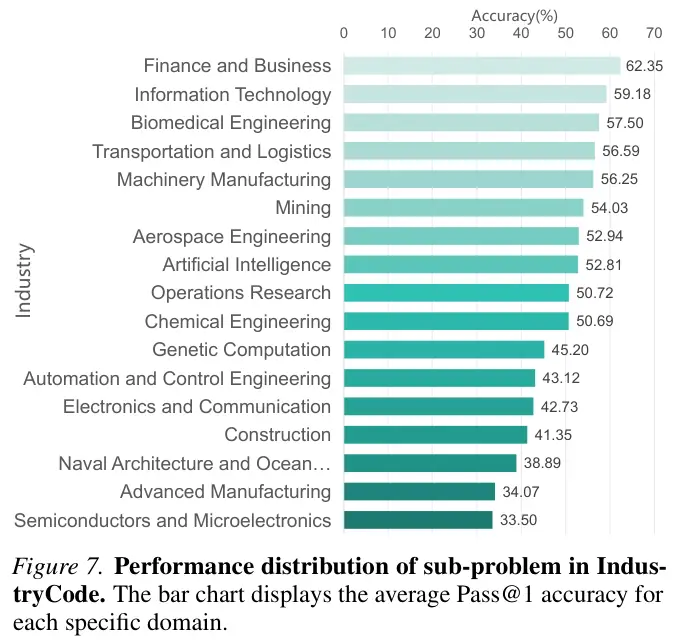 Accuracy(%)
0 10 20 30 40 50 60 70
Industry
Finance and Business 62.35
Information Technology 59.18
Biomedical Engineering 57.50
Transportation and Logistics 56.59
Machinery Manufacturing 56.25
Mining 54.03
Aerospace Engineering 52.94
Artificial Intelligence 52.81
Operations Research 50.72
Chemical Engineering 50.69
Genetic Computation 45.20
Automation and Control Engineering 43.12
Electronics and Communication 42.73
Construction 41.35
Naval Architecture and Ocean… 38.89
Advanced Manufacturing 34.07
Semiconductors and Microelectronics 33.50
Figure 7. Performance distribution of sub-problem in Indus-
tryCode. The bar chart displays the average Pass@1 accuracy for
each specific domain.